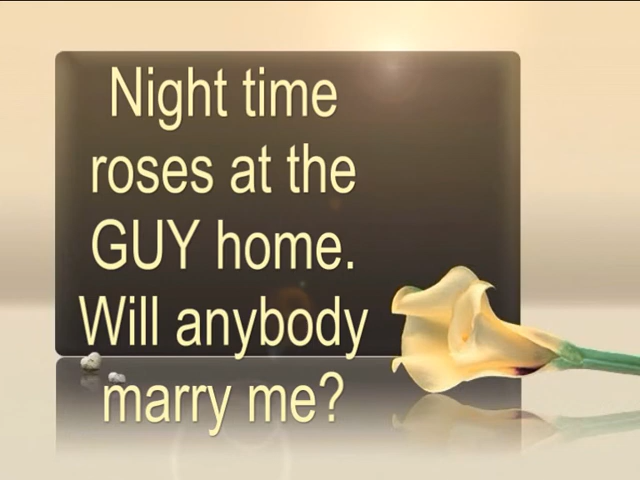 Night time
roses at the
GUY home.
Will anybody
marry me?